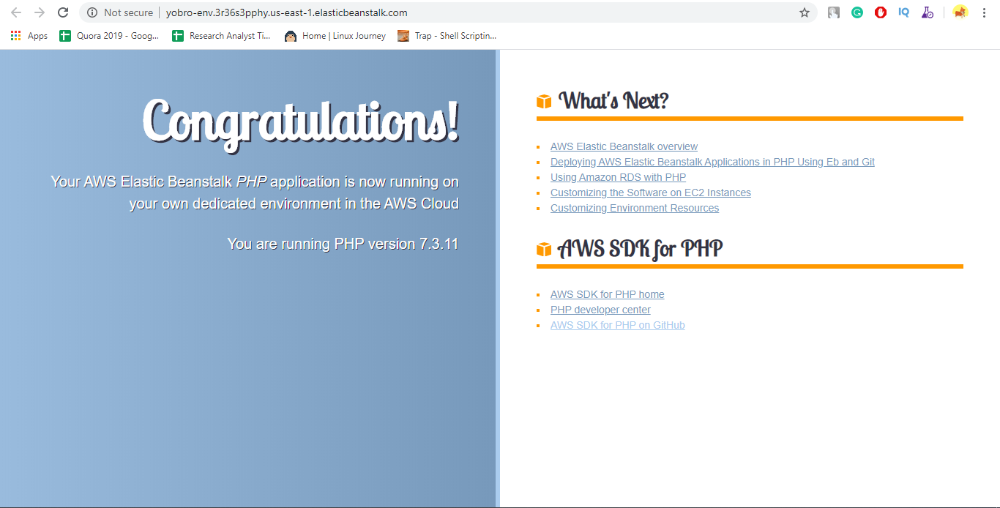 Not secure yobro-env.3r36s3pphy.us-east-1.elasticbeanstalk.com
Apps Quora 2019 - Goog... Research Analyst Ti... Home | Linux Journey Trap - Shell Scriptin...
Congratulations!
Your AWS Elastic Beanstalk PHP application is now running on
your own dedicated environment in the AWS Cloud
You are running PHP version 7.3.11
What's Next?
AWS Elastic Beanstalk overview
Deploying AWS Elastic Beanstalk Applications in PHP Using Eb and Git
Using Amazon RDS with PHP
Customizing the Software on EC2 Instances
Customizing Environment Resources
AWS SDK for PHP
AWS SDK for PHP home
PHP developer center
AWS SDK for PHP on GitHub